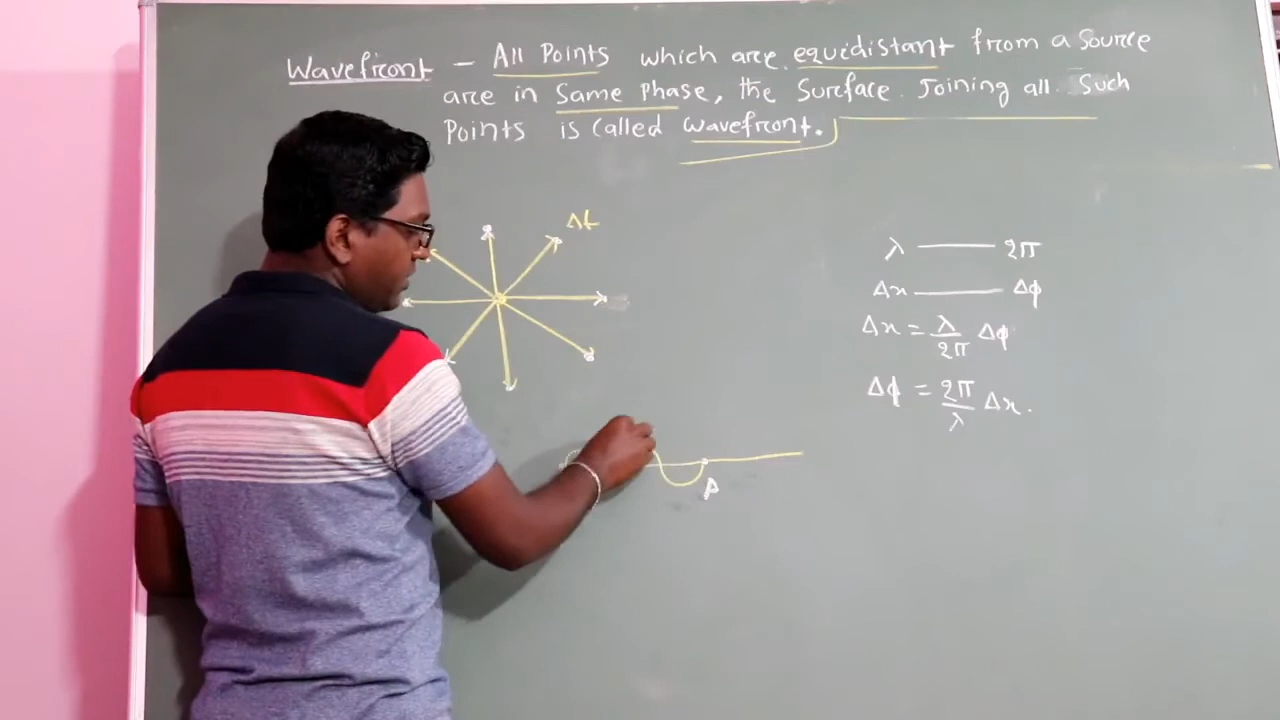 Wavefront - All Points which are equidistant from a Source
are in Same Phase, the Surface Joining all Such
Points is called wavefront.
Δt
λ — 2π
Δx — Δϕ
Δx = λ/2π Δϕ
Δϕ = 2π/λ Δx.
P